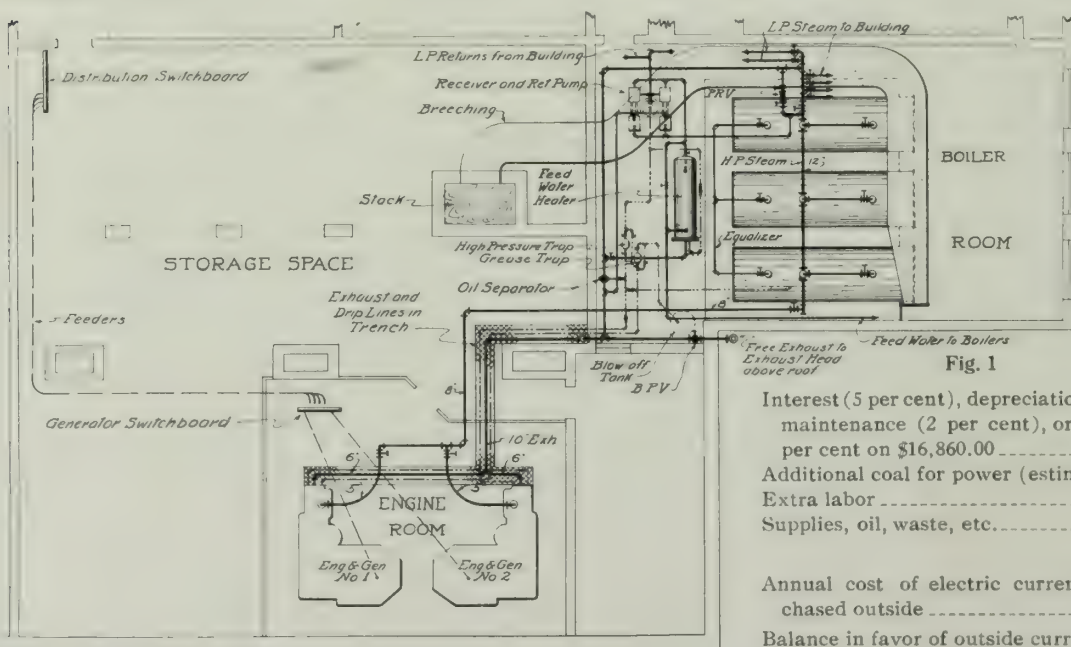 LP Steam to Building
LP Returns from Building
Distribution Switchboard
Receiver and Ret Pump
PRV
Breeching
BOILER
HP Steam 12"
Feed
Water
Heater
Stack
ROOM
Equalizer
High Pressure Trap
Grease Trap
STORAGE SPACE
Oil Separator
Exhaust and
Drip Lines in
Trench
8"
Feeders
Feed Water to Boilers
Free Exhaust to
Exhaust Head
above roof
Blow off
Tank
BPV
Fig. 1
8"
Generator Switchboard
10" Exh
6"
6"
5"
ENGINE
ROOM
Eng & Gen
No 1
Eng & Gen
No 2
Interest (5 per cent), depreciatio
maintenance (2 per cent), or
per cent on $16,860.00
Additional coal for power (estin
Extra labor
Supplies, oil, waste, etc.
Annual cost of electric curren
chased outside
Balance in favor of outside curr